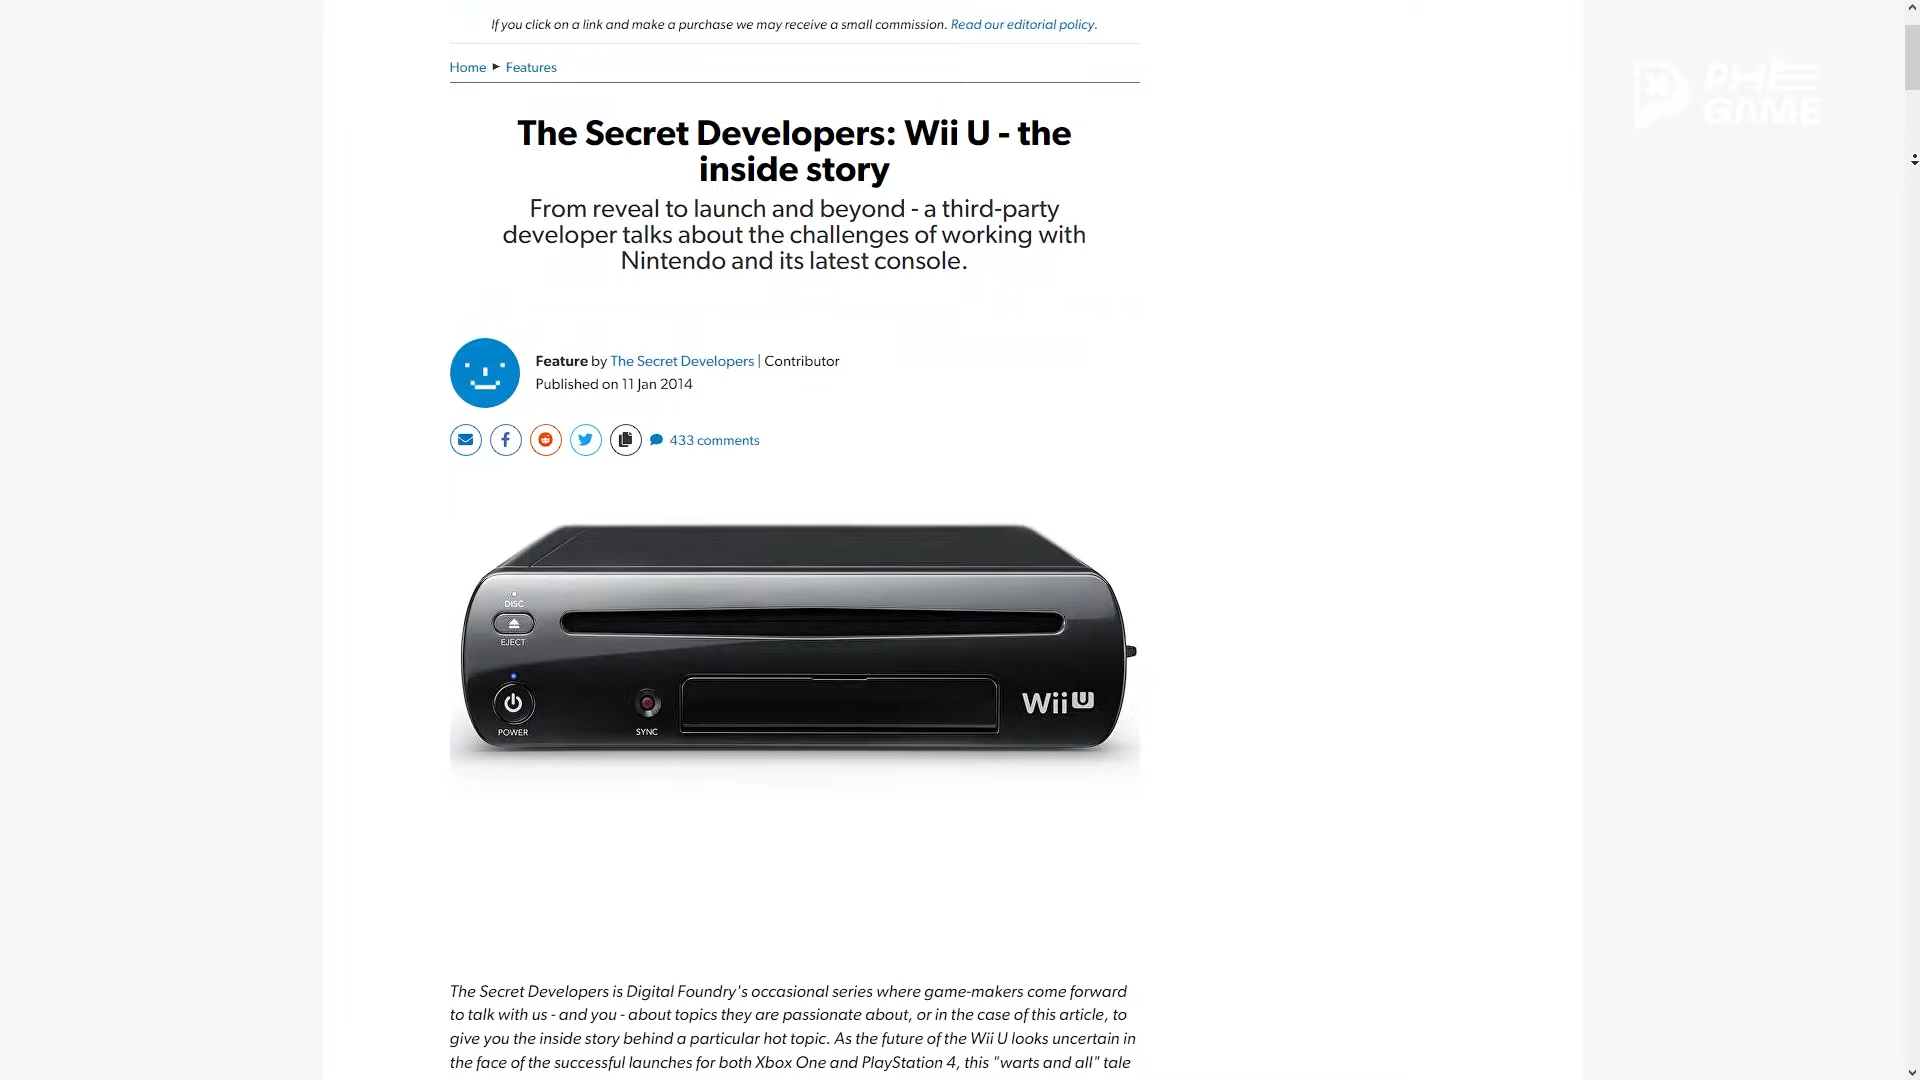 If you click on a link and make a purchase we may receive a small commission. Read our editorial policy.
Home ▸ Features
PHÊ
GAME
The Secret Developers: Wii U - the
inside story
From reveal to launch and beyond - a third-party
developer talks about the challenges of working with
Nintendo and its latest console.
Feature by The Secret Developers | Contributor
Published on 11 Jan 2014
433 comments
DISC
EJECT
POWER
SYNC
Wii U
The Secret Developers is Digital Foundry's occasional series where game-makers come forward
to talk with us - and you - about topics they are passionate about, or in the case of this article, to
give you the inside story behind a particular hot topic. As the future of the Wii U looks uncertain in
the face of the successful launches for both Xbox One and PlayStation 4, this "warts and all" tale